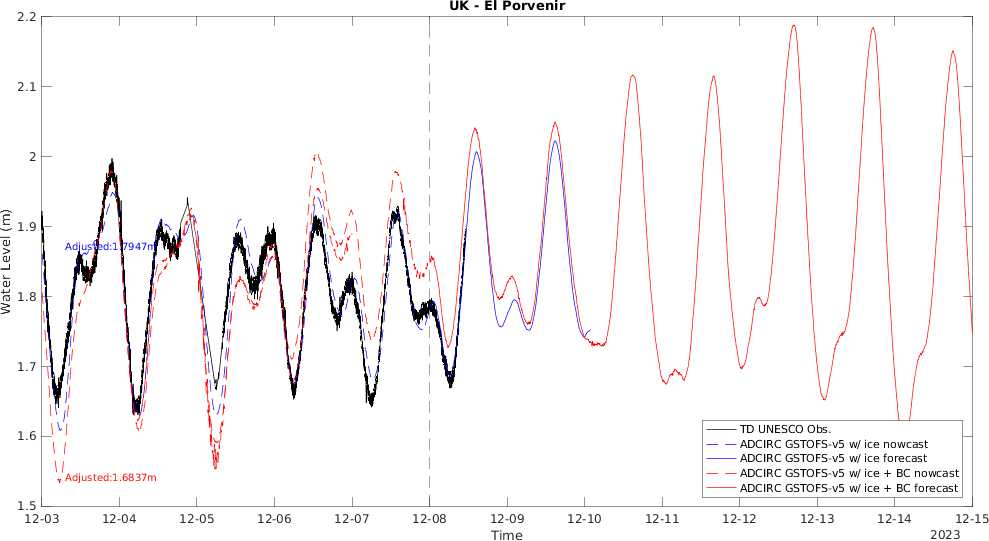 UK - El Porvenir
2.2
2.1
2
1.9
1.8
1.7
1.6
1.5
Water Level (m)
Adjusted:1.7947m
Adjusted:1.6837m
TD UNESCO Obs.
ADCIRC GSTOFS-v5 w/ ice nowcast
ADCIRC GSTOFS-v5 w/ ice forecast
ADCIRC GSTOFS-v5 w/ ice + BC nowcast
ADCIRC GSTOFS-v5 w/ ice + BC forecast
12-03 12-04 12-05 12-06 12-07 12-08 12-09 12-10 12-11 12-12 12-13 12-14 12-15
Time
2023